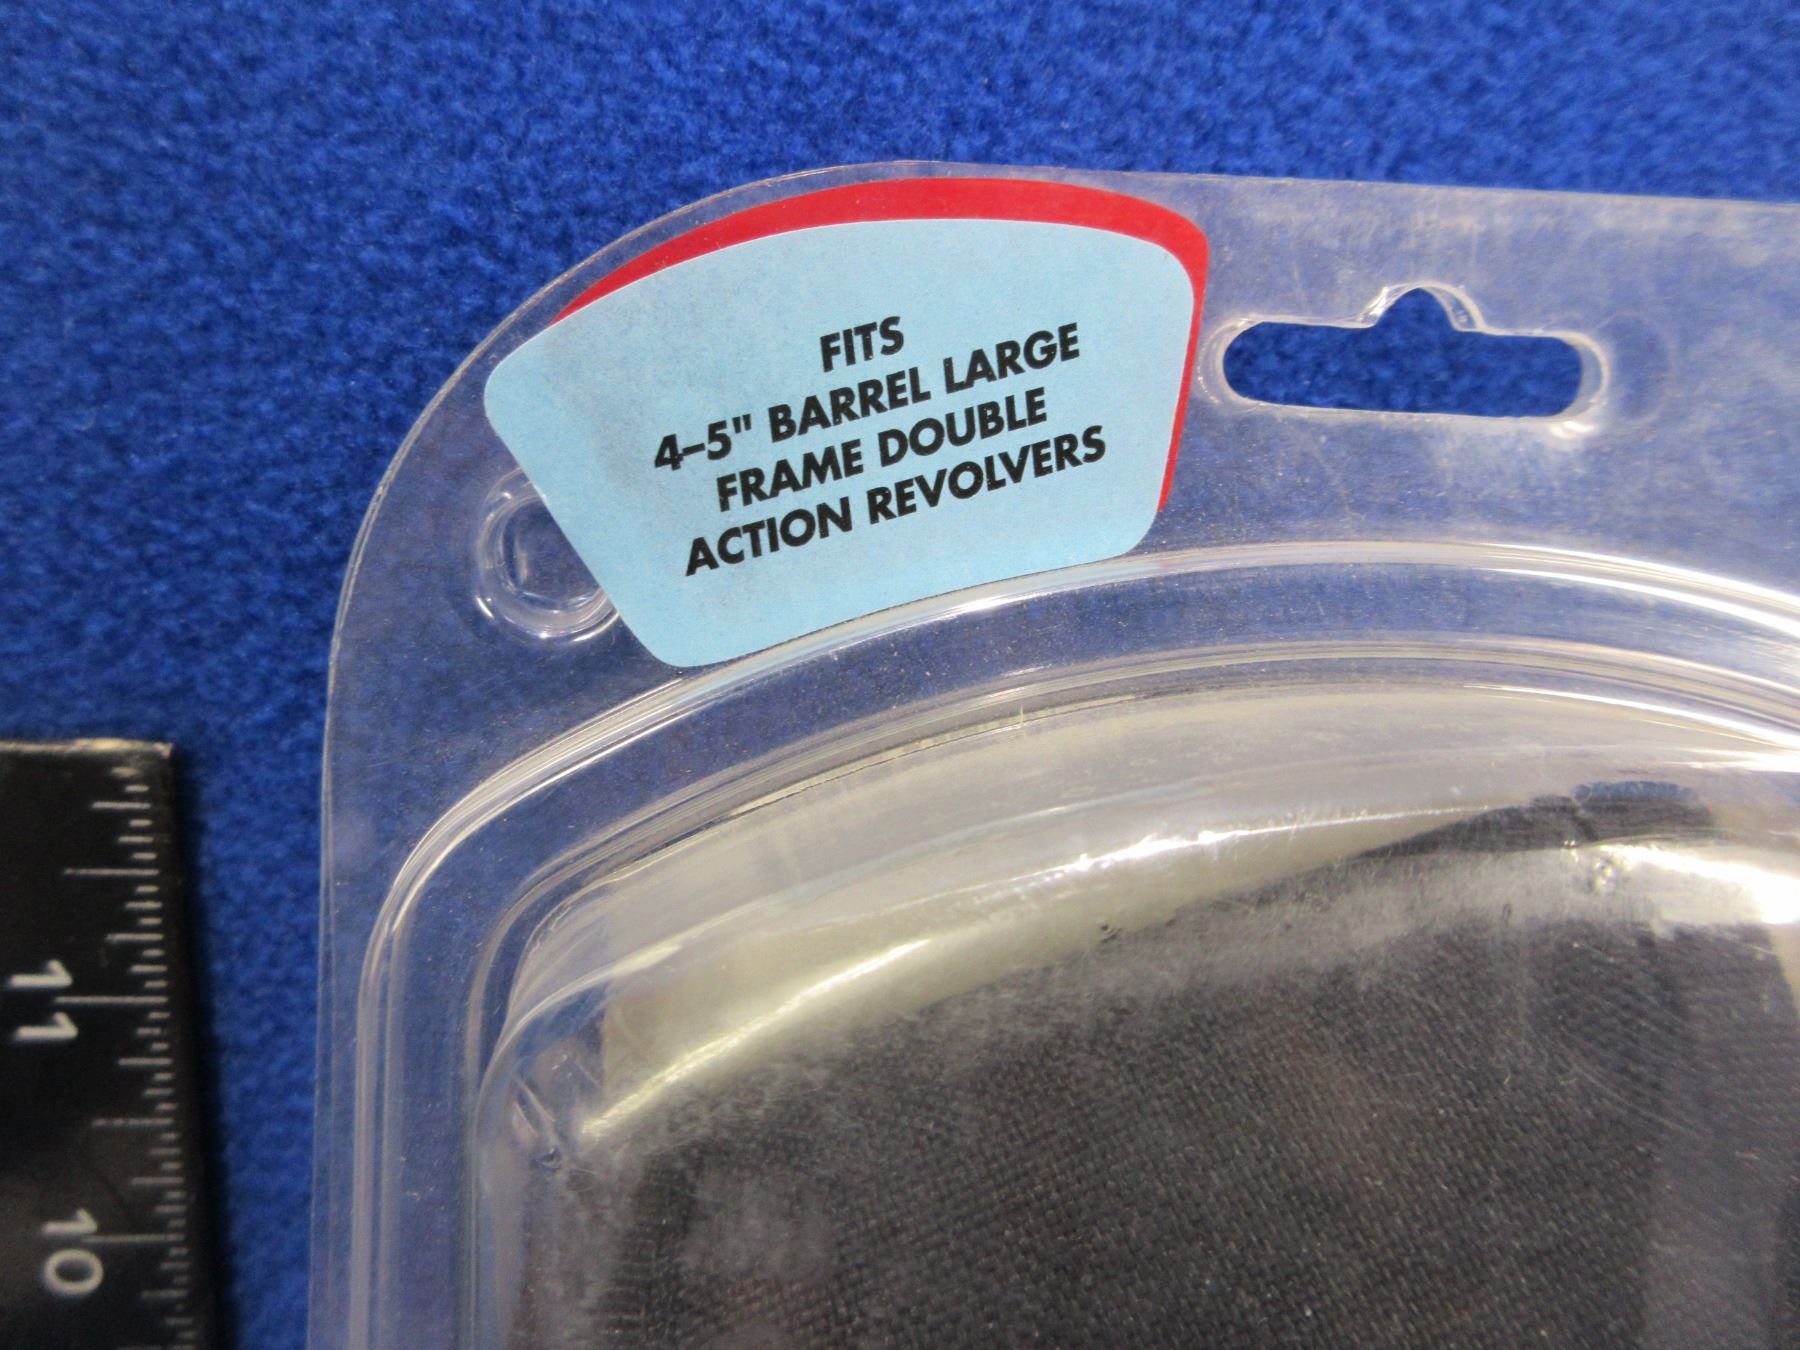 FITS
4–5" BARREL LARGE
FRAME DOUBLE
ACTION REVOLVERS
11
10